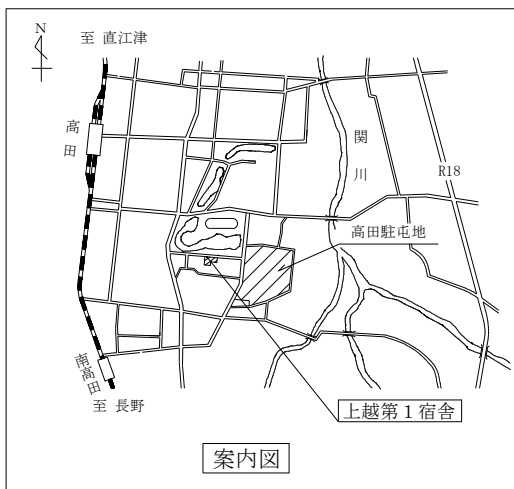 N
至 直江津
高田
関川
R18
高田駐屯地
南高田
至 長野
上越第1宿舎
案内図